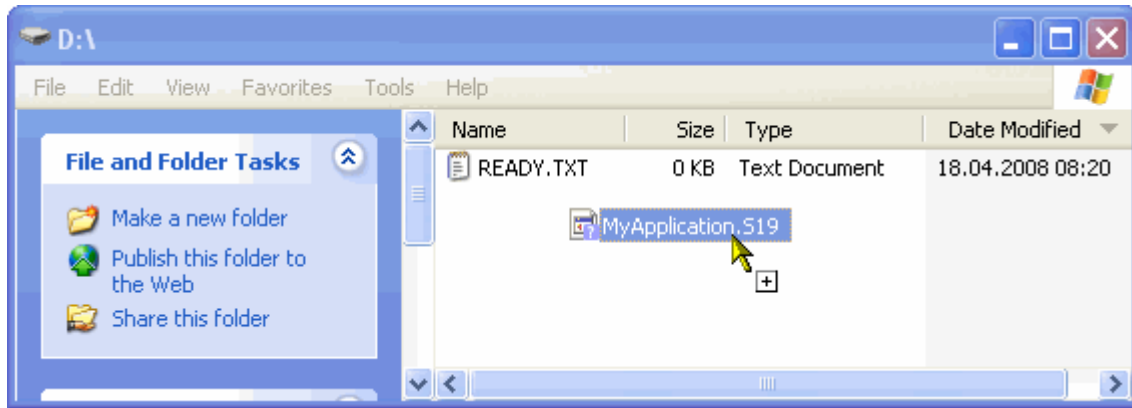 D:\
File Edit View Favorites Tools Help
File and Folder Tasks
Make a new folder
Publish this folder to
the Web
Share this folder
Name Size Type Date Modified
READY.TXT 0 KB Text Document 18.04.2008 08:20
MyApplication.S19